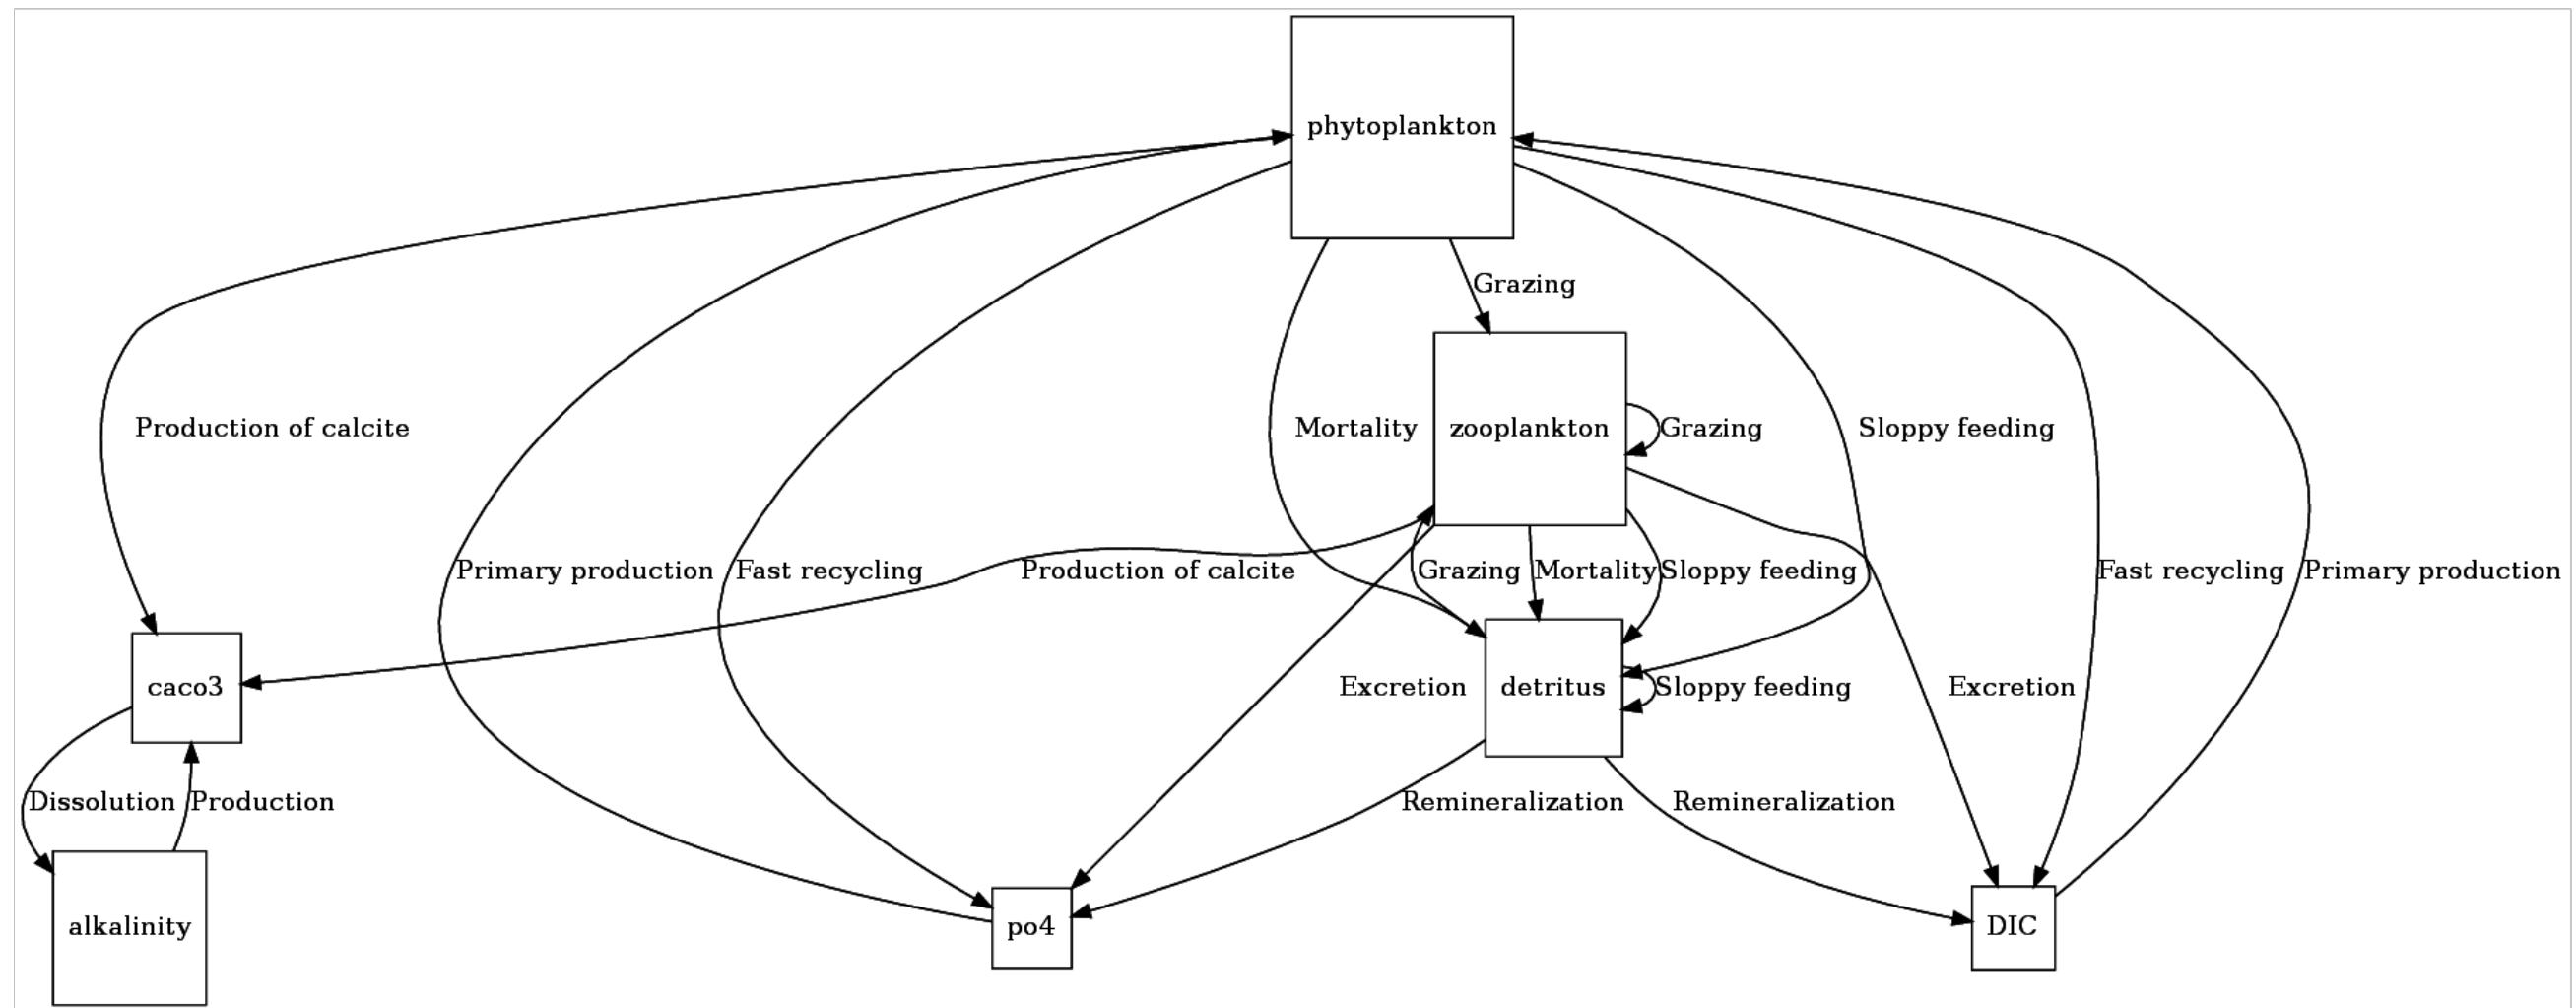 phytoplankton
Grazing
Production of calcite
Mortality
zooplankton
Grazing
Sloppy feeding
Primary production
Fast recycling
Production of calcite
Grazing
Mortality
Sloppy feeding
Fast recycling
Primary production
caco3
Excretion
detritus
Sloppy feeding
Excretion
Dissolution
Production
Remineralization
Remineralization
alkalinity
po4
DIC